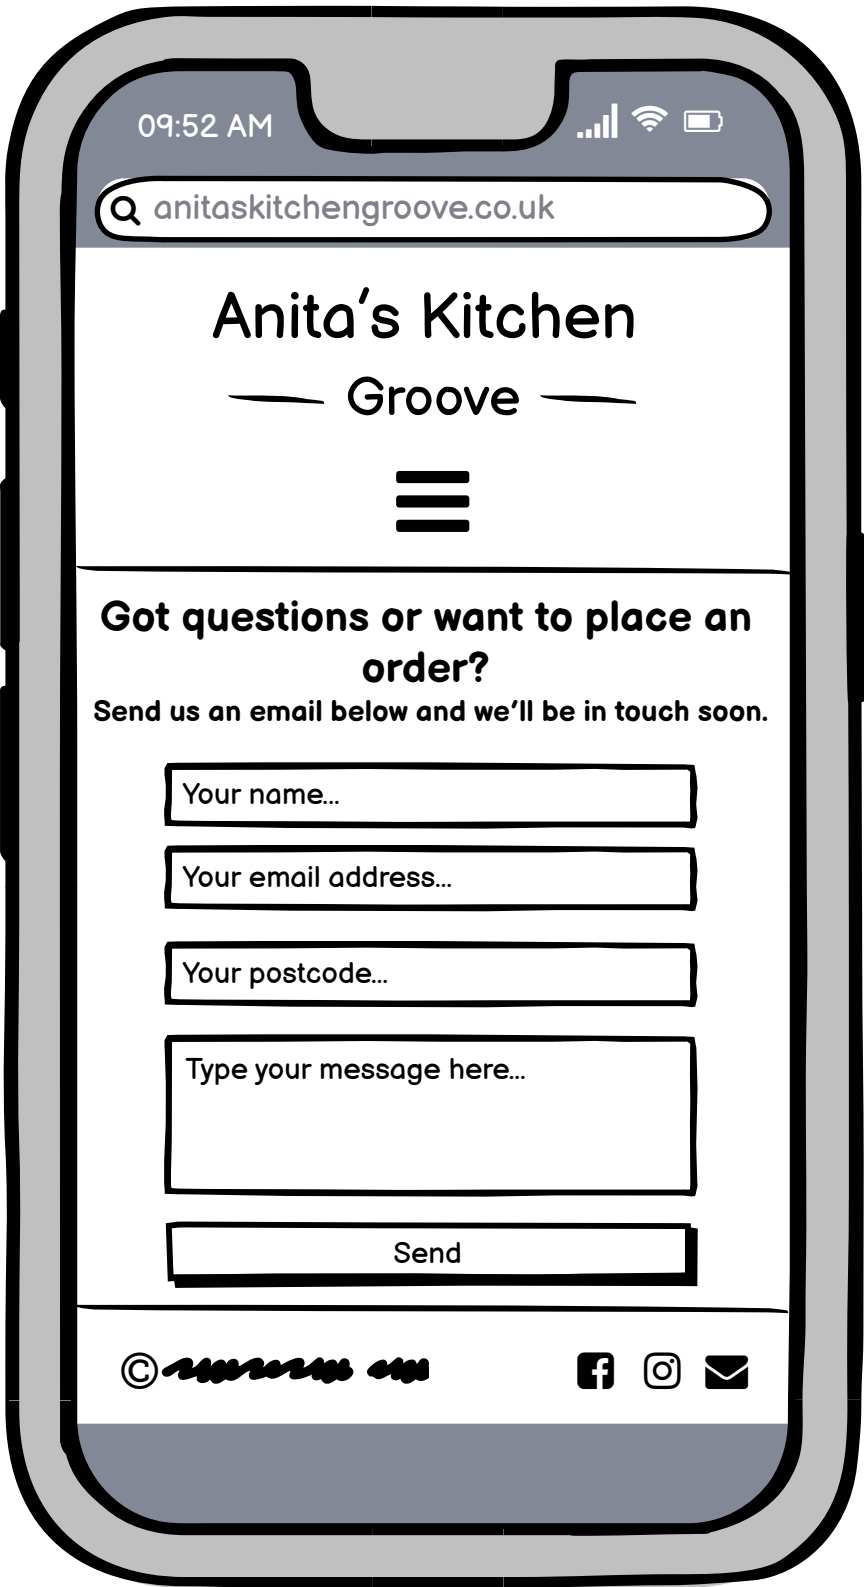 09:52 AM
anitaskitchengroove.co.uk
Anita's Kitchen
Groove
Got questions or want to place an
order?
Send us an email below and we'll be in touch soon.
Your name...
Your email address...
Your postcode...
Type your message here...
Send
©